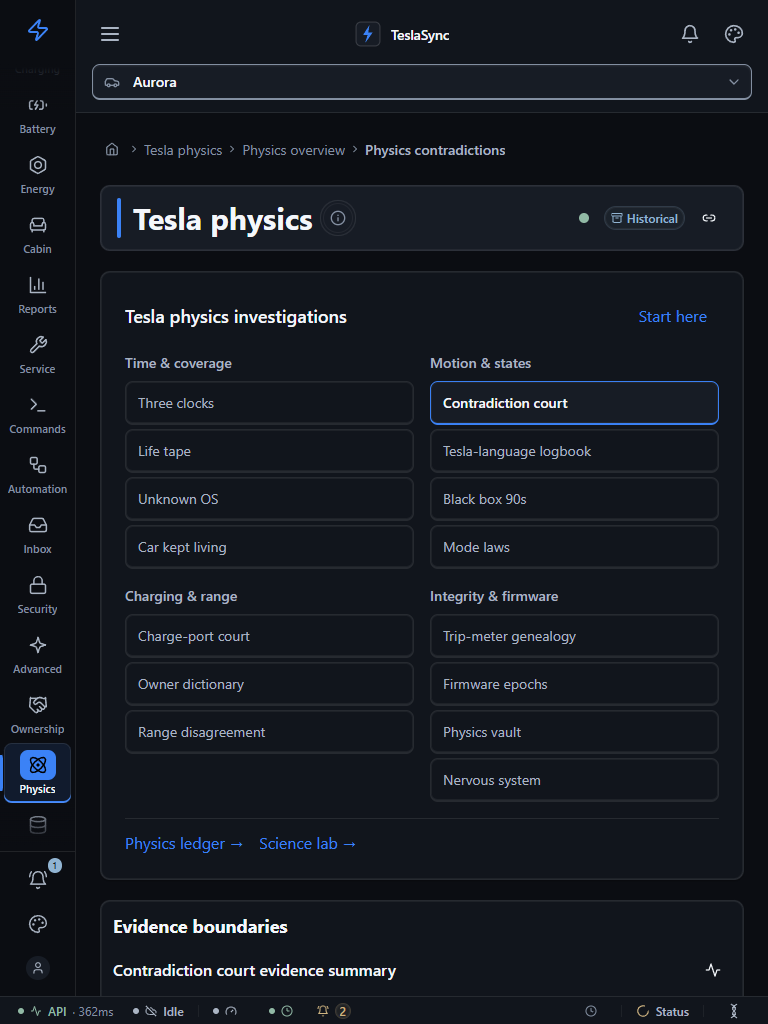 TeslaSync
Aurora
Charging
Battery
Energy
Cabin
Reports
Service
Commands
Automation
Inbox
Security
Advanced
Ownership
Physics
1
Tesla physics › Physics overview › Physics contradictions
Tesla physics
Historical
Tesla physics investigations
Start here
Time & coverage
Three clocks
Life tape
Unknown OS
Car kept living
Motion & states
Contradiction court
Tesla-language logbook
Black box 90s
Mode laws
Charging & range
Charge-port court
Owner dictionary
Range disagreement
Integrity & firmware
Trip-meter genealogy
Firmware epochs
Physics vault
Nervous system
Physics ledger → Science lab →
Evidence boundaries
Contradiction court evidence summary
API · 362ms
Idle
2
Status